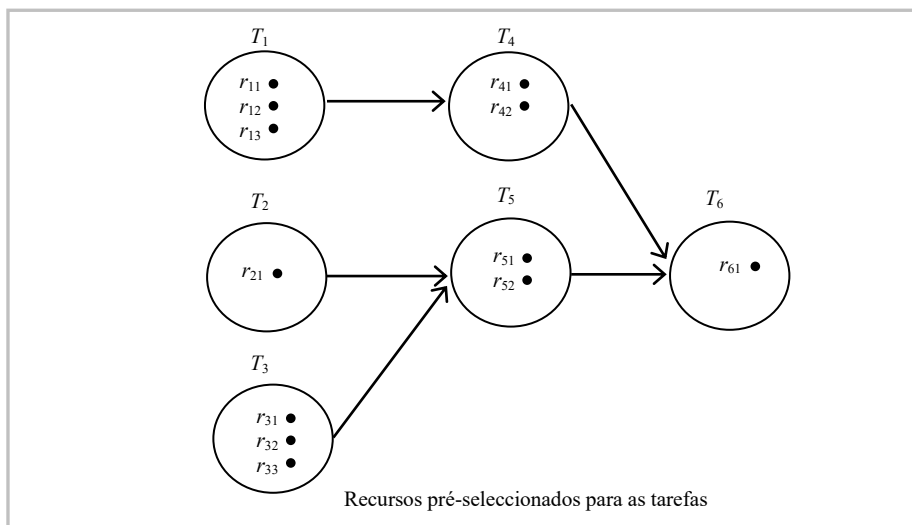 T1
r11
r12
r13
T4
r41
r42
T2
r21
T5
r51
r52
T6
r61
T3
r31
r32
r33
Recursos pré-seleccionados para as tarefas